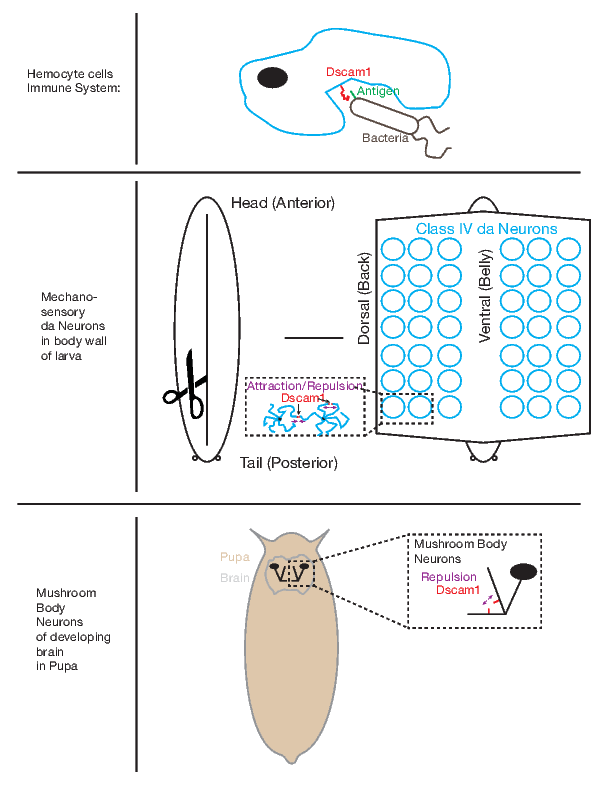 Hemocyte cells
Immune System:
Dscam1
Antigen
Bacteria
Mechano-
sensory
da Neurons
in body wall
of larva
Head (Anterior)
Class IV da Neurons
Dorsal (Back)
Ventral (Belly)
Attraction/Repulsion
Dscam1
Tail (Posterior)
Mushroom
Body
Neurons
of developing
brain
in Pupa
Pupa
Brain
Mushroom Body
Neurons
Repulsion
Dscam1